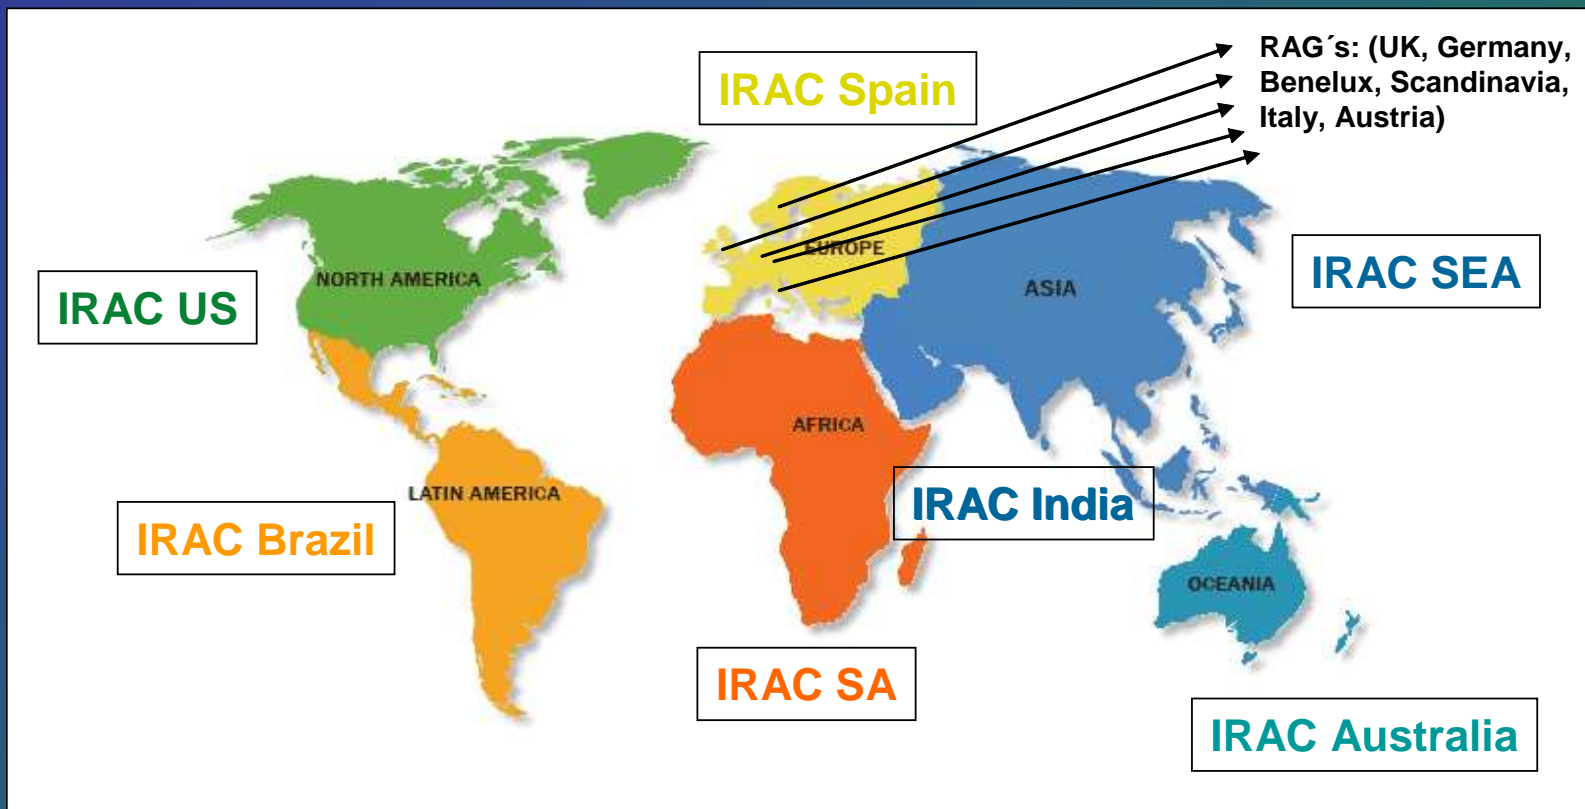 RAG´s: (UK, Germany,
Benelux, Scandinavia,
Italy, Austria)
IRAC Spain
EUROPE
IRAC SEA
NORTH AMERICA
ASIA
IRAC US
AFRICA
LATIN AMERICA
IRAC India
IRAC Brazil
OCEANIA
IRAC SA
IRAC Australia